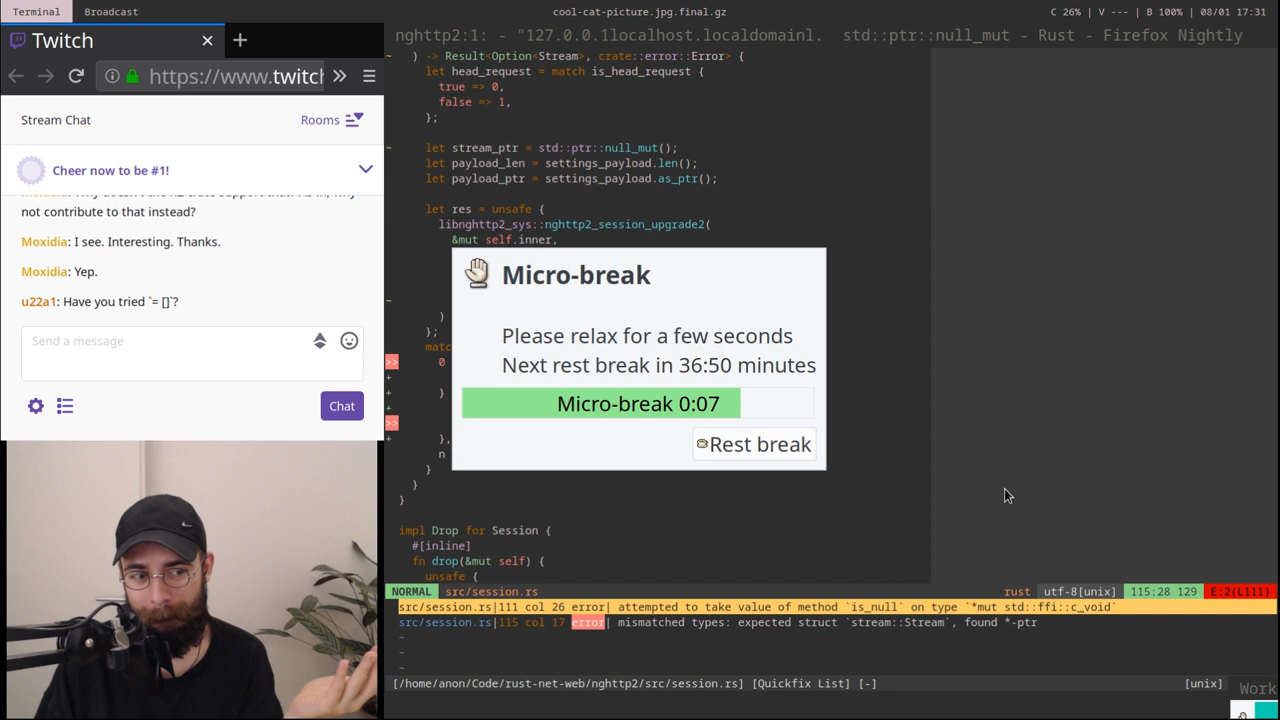 Terminal
Broadcast
cool-cat-picture.jpg.final.gz
C 26% | V --- | B 100% | 08/01 17:31
Twitch
https://www.twitch
Stream Chat
Rooms
Cheer now to be #1!
not contribute to that instead?
Moxidia: I see. Interesting. Thanks.
Moxidia: Yep.
u22a1: Have you tried `= []`?
Send a message
Chat
nghttp2:1: - "127.0.0.1localhost.localdomainl.
std::ptr::null_mut - Rust - Firefox Nightly
~ ) -> Result<Option<Stream>, crate::error::Error> {
let head_request = match is_head_request {
true => 0,
false => 1,
};
~ let stream_ptr = std::ptr::null_mut();
let payload_len = settings_payload.len();
let payload_ptr = settings_payload.as_ptr();
let res = unsafe {
libnghttp2_sys::nghttp2_session_upgrade2(
&mut self.inner,
Micro-break
Please relax for a few seconds
Next rest break in 36:50 minutes
Micro-break 0:07
Rest break
~
)
};
matc
>> 0
+
+ }
+
>>
+ },
n
}
}
}
impl Drop for Session {
#[inline]
fn drop(&mut self) {
unsafe {
NORMAL src/session.rs
rust utf-8[unix] 115:28 129 E:2(L111)
src/session.rs|111 col 26 error| attempted to take value of method `is_null` on type `*mut std::ffi::c_void`
src/session.rs|115 col 17 error| mismatched types: expected struct `stream::Stream`, found *-ptr
~
~
~
[/home/anon/Code/rust-net-web/nghttp2/src/session.rs] [Quickfix List] [-]
[unix]
Work